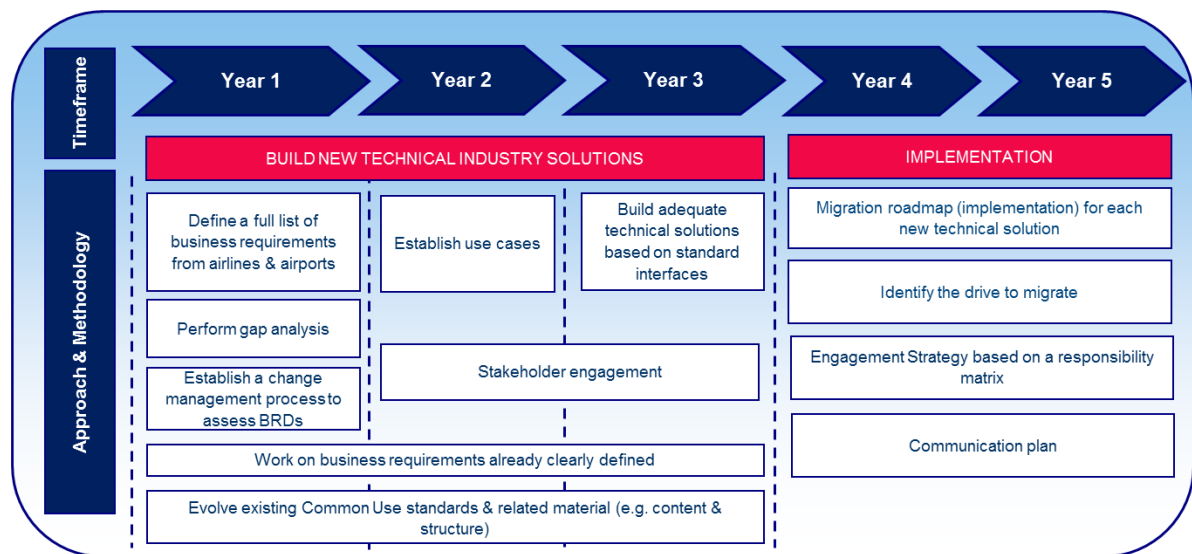 Timeframe
Year 1
Year 2
Year 3
Year 4
Year 5
Approach & Methodology
BUILD NEW TECHNICAL INDUSTRY SOLUTIONS
IMPLEMENTATION
Define a full list of
business requirements
from airlines & airports
Establish use cases
Build adequate
technical solutions
based on standard
interfaces
Migration roadmap (implementation) for each
new technical solution
Perform gap analysis
Identify the drive to migrate
Establish a change
management process to
assess BRDs
Stakeholder engagement
Engagement Strategy based on a responsibility
matrix
Work on business requirements already clearly defined
Communication plan
Evolve existing Common Use standards & related material (e.g. content &
structure)